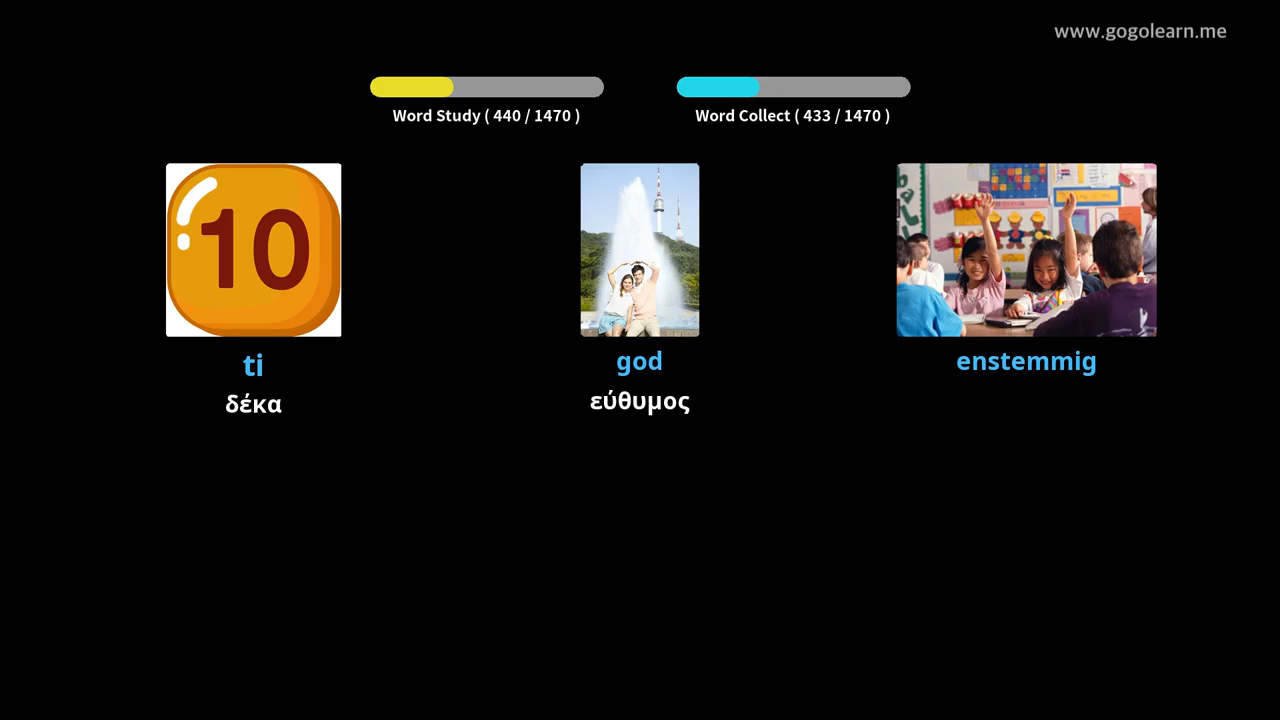 www.gogolearn.me
Word Study ( 440 / 1470 )
Word Collect ( 433 / 1470 )
10
ti
δέκα
god
εύθυμος
enstemmig